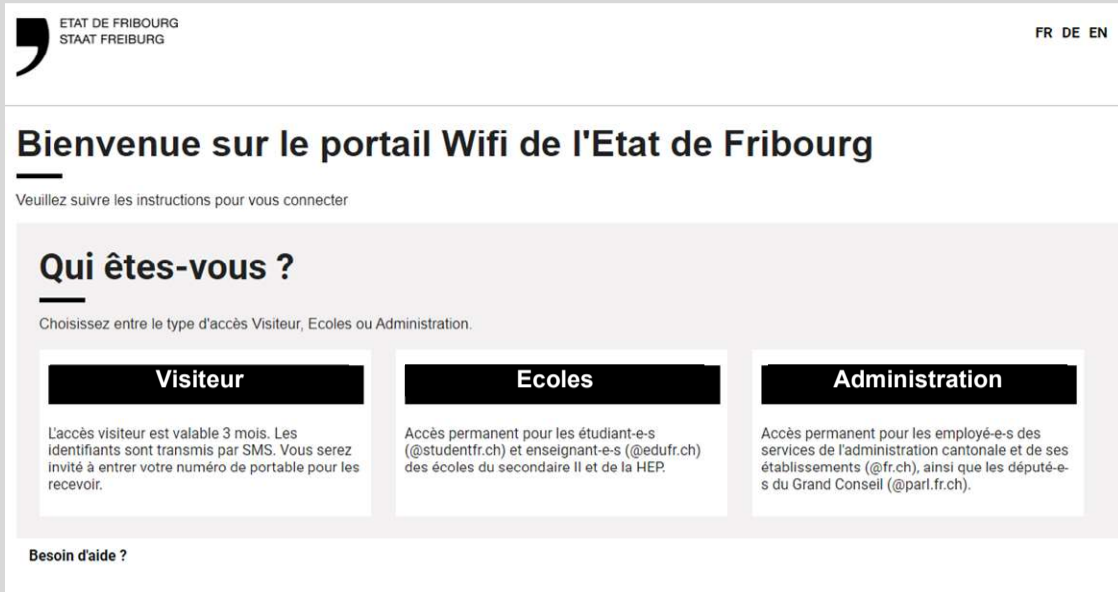 ETAT DE FRIBOURG
STAAT FREIBURG
FR DE EN
Bienvenue sur le portail Wifi de l'Etat de Fribourg
Veuillez suivre les instructions pour vous connecter
Qui êtes-vous ?
Choisissez entre le type d'accès Visiteur, Ecoles ou Administration.
Visiteur
L'accès visiteur est valable 3 mois. Les
identifiants sont transmis par SMS. Vous serez
invité à entrer votre numéro de portable pour les
recevoir.
Ecoles
Accès permanent pour les étudiant-e-s
(@studentfr.ch) et enseignant-e-s (@edufr.ch)
des écoles du secondaire II et de la HEP.
Administration
Accès permanent pour les employé-e-s des
services de l'administration cantonale et de ses
établissements (@fr.ch), ainsi que les député-e-
s du Grand Conseil (@parl.fr.ch).
Besoin d'aide ?